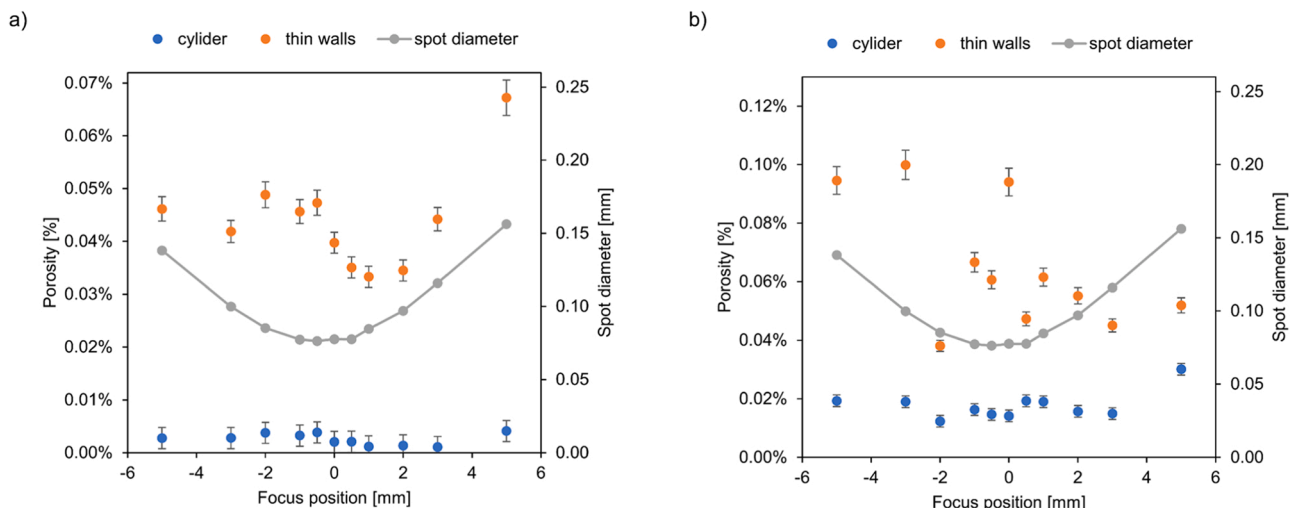 a)
cylider thin walls spot diameter
0.07%
0.06%
0.05%
0.04%
0.03%
0.02%
0.01%
0.00%
Porosity [%]
0.25
0.20
0.15
0.10
0.05
0.00
Spot diameter [mm]
-6 -4 -2 0 2 4 6
Focus position [mm]
b)
cylider thin walls spot diameter
0.12%
0.10%
0.08%
0.06%
0.04%
0.02%
0.00%
Porosity [%]
0.25
0.20
0.15
0.10
0.05
0.00
Spot diameter [mm]
-6 -4 -2 0 2 4 6
Focus position [mm]